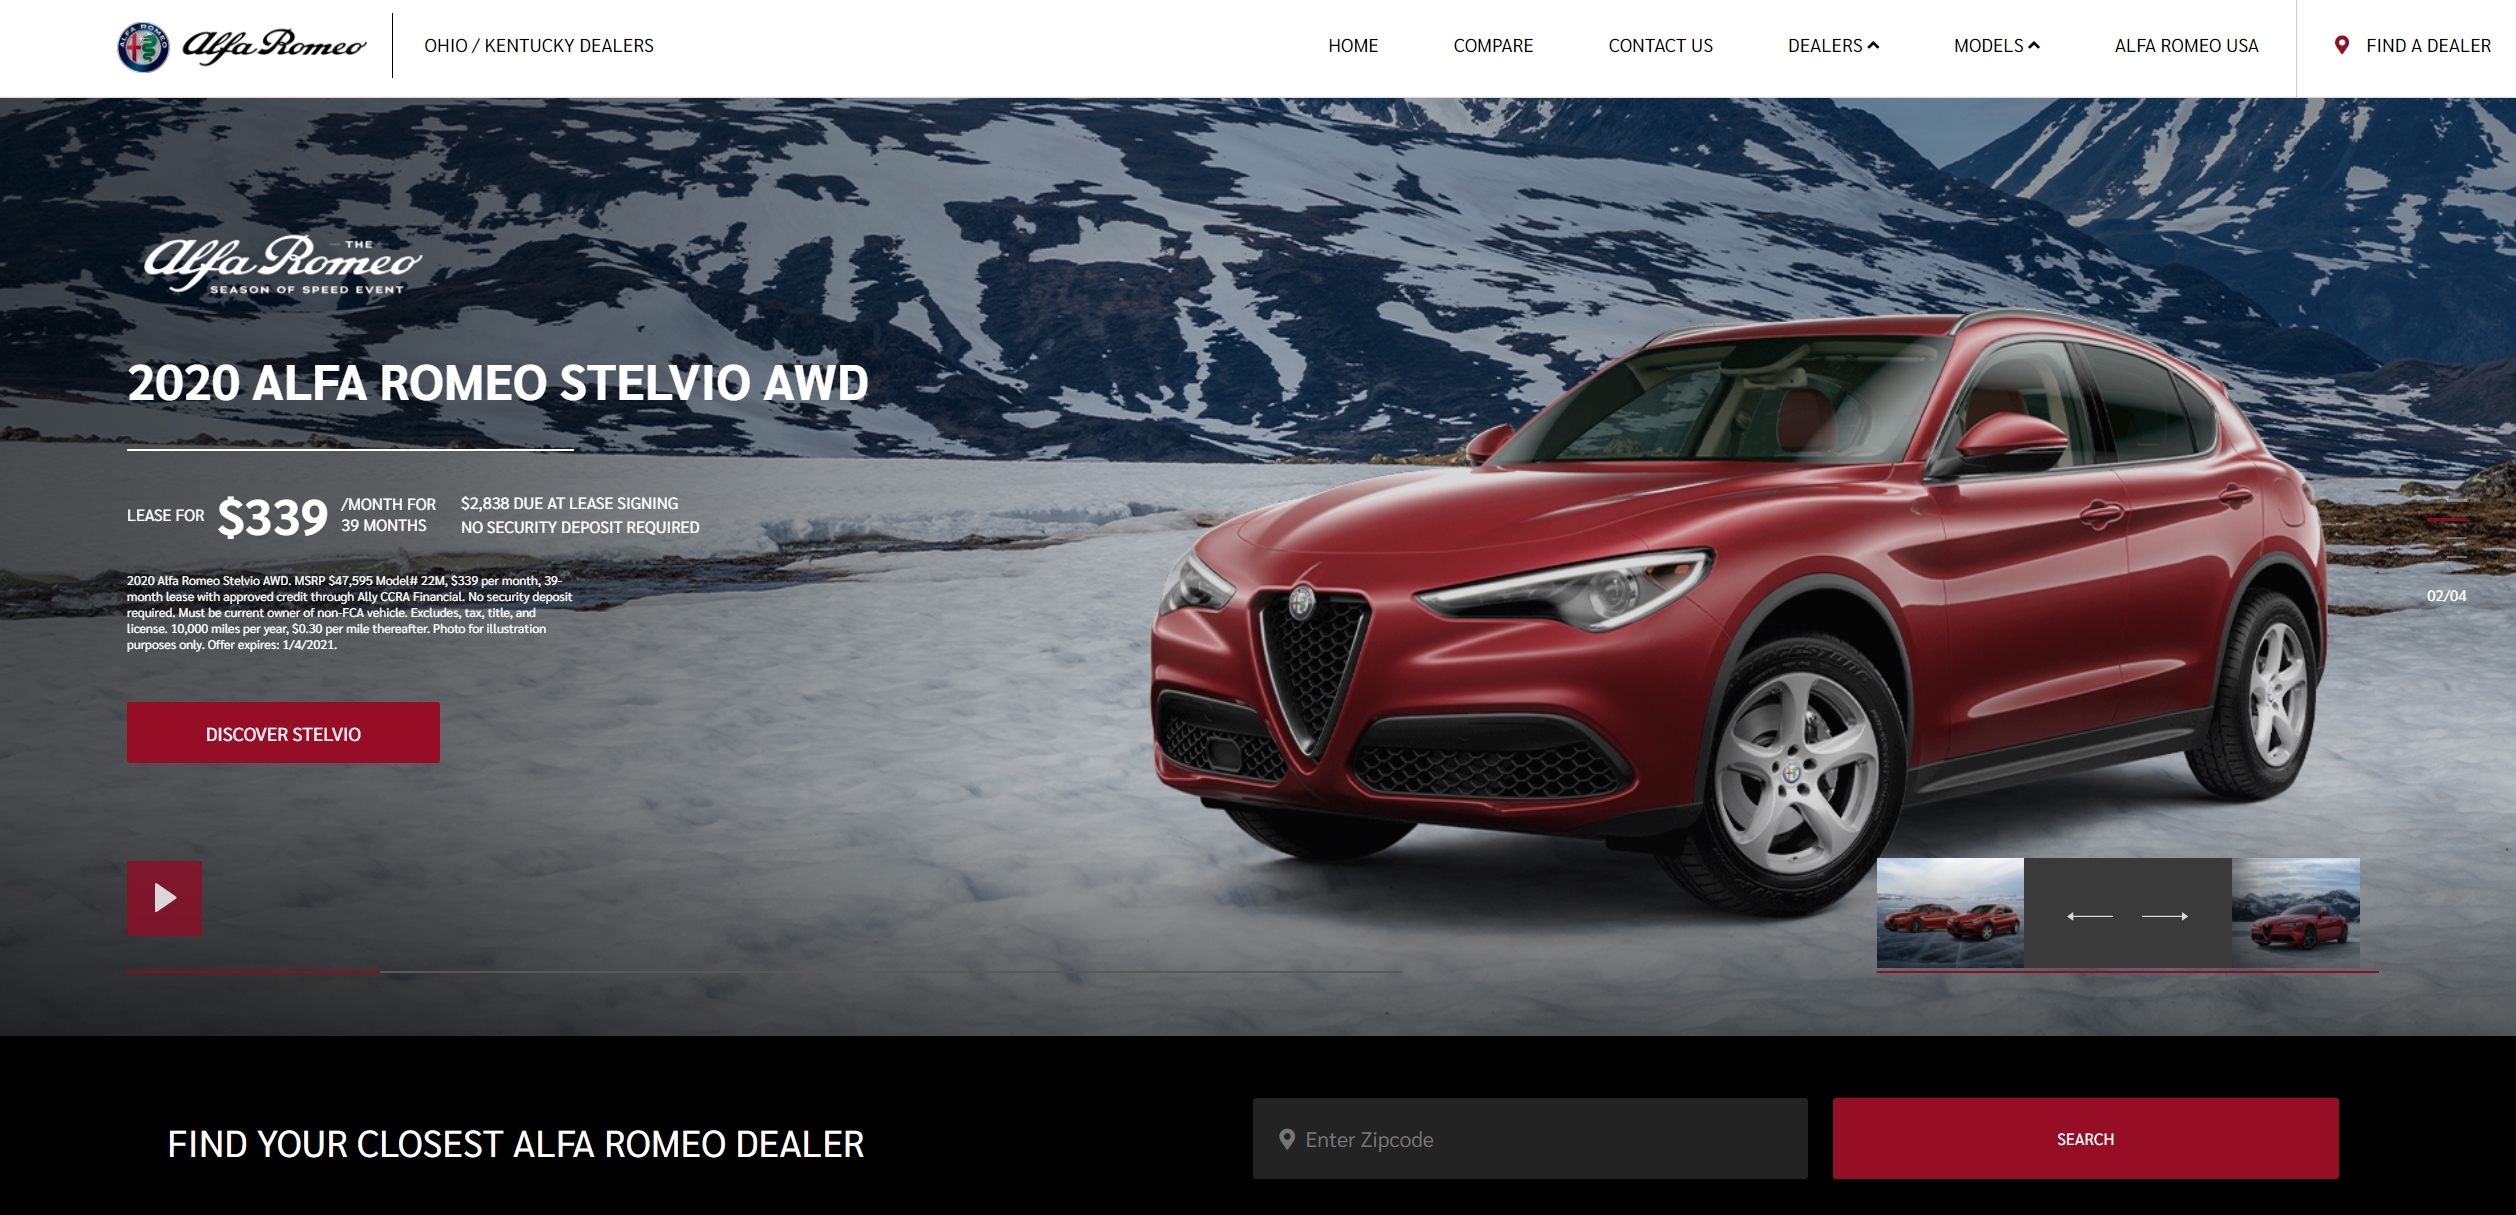 Alfa Romeo
OHIO / KENTUCKY DEALERS
HOME
COMPARE
CONTACT US
DEALERS
MODELS
ALFA ROMEO USA
FIND A DEALER
THE
Alfa Romeo
SEASON OF SPEED EVENT
2020 ALFA ROMEO STELVIO AWD
LEASE FOR
$339
/MONTH FOR
39 MONTHS
$2,838 DUE AT LEASE SIGNING
NO SECURITY DEPOSIT REQUIRED
2020 Alfa Romeo Stelvio AWD. MSRP $47,595 Model# 22M, $339 per month, 39-
month lease with approved credit through Ally CCRA Financial. No security deposit
required. Must be current owner of non-FCA vehicle. Excludes, tax, title, and
license. 10,000 miles per year, $0.30 per mile thereafter. Photo for illustration
purposes only. Offer expires: 1/4/2021.
02/04
DISCOVER STELVIO
FIND YOUR CLOSEST ALFA ROMEO DEALER
Enter Zipcode
SEARCH